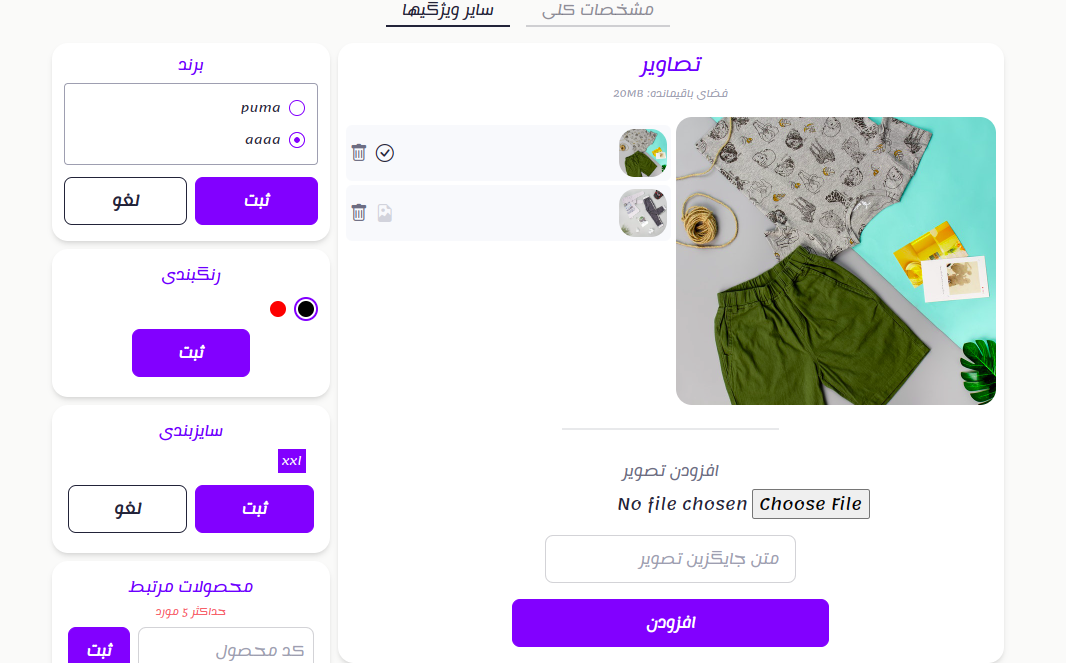 مشخصات کلی
سایر ویژگیها
تصاویر
فضای باقیمانده: 20MB
افزودن تصویر
Choose File No file chosen
متن جایگزین تصویر
افزودن
برند
puma
aaaa
ثبت
لغو
رنگبندی
ثبت
سایزبندی
xxl
ثبت
لغو
محصولات مرتبط
حداکثر 5 مورد
کد محصول
ثبت